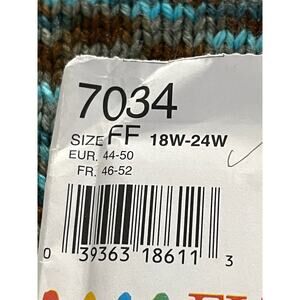 7034
SIZE FF 18W-24W
EUR. 44-50
FR. 46-52
0 39363 18611 3